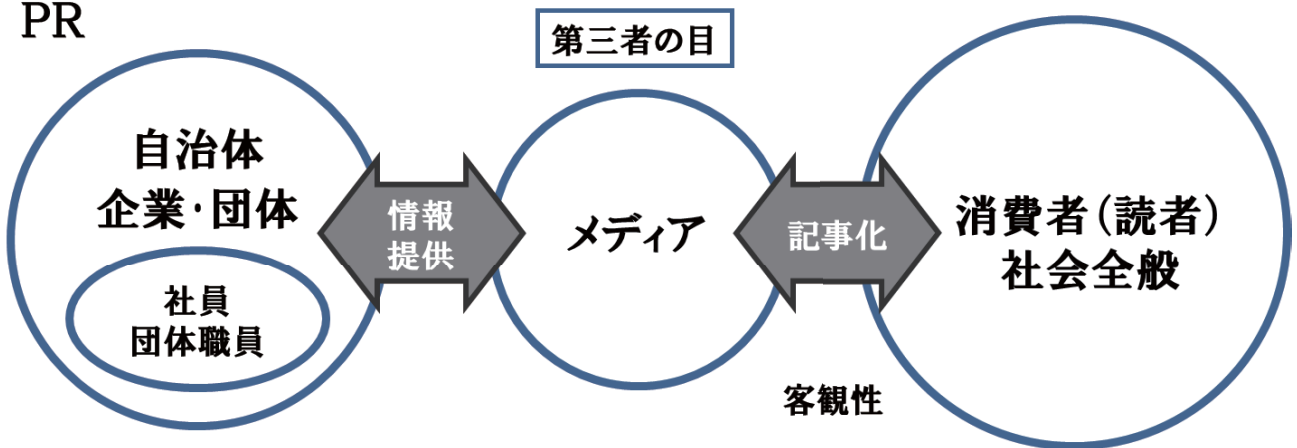 PR
第三者の目
自治体
企業・団体
社員
団体職員
情報
提供
メディア
記事化
消費者（読者）
社会全般
客観性